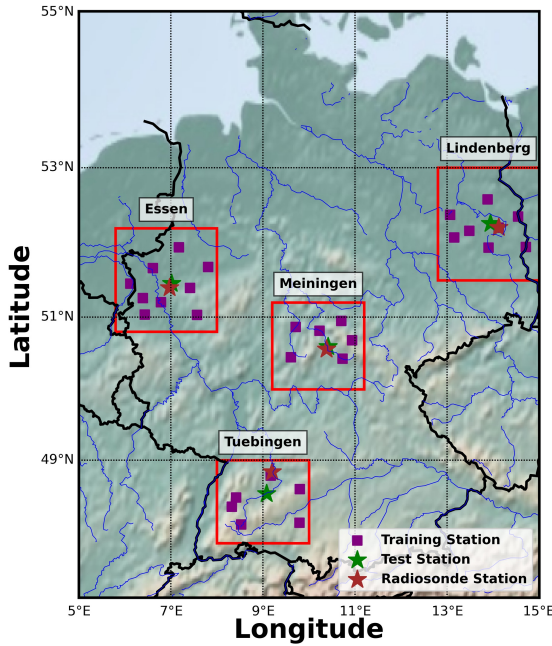 55°N
Lindenberg
53°N
Essen
Meiningen
Latitude
51°N
Tuebingen
49°N
Training Station
Test Station
Radiosonde Station
5°E 7°E 9°E 11°E 13°E 15°E
Longitude